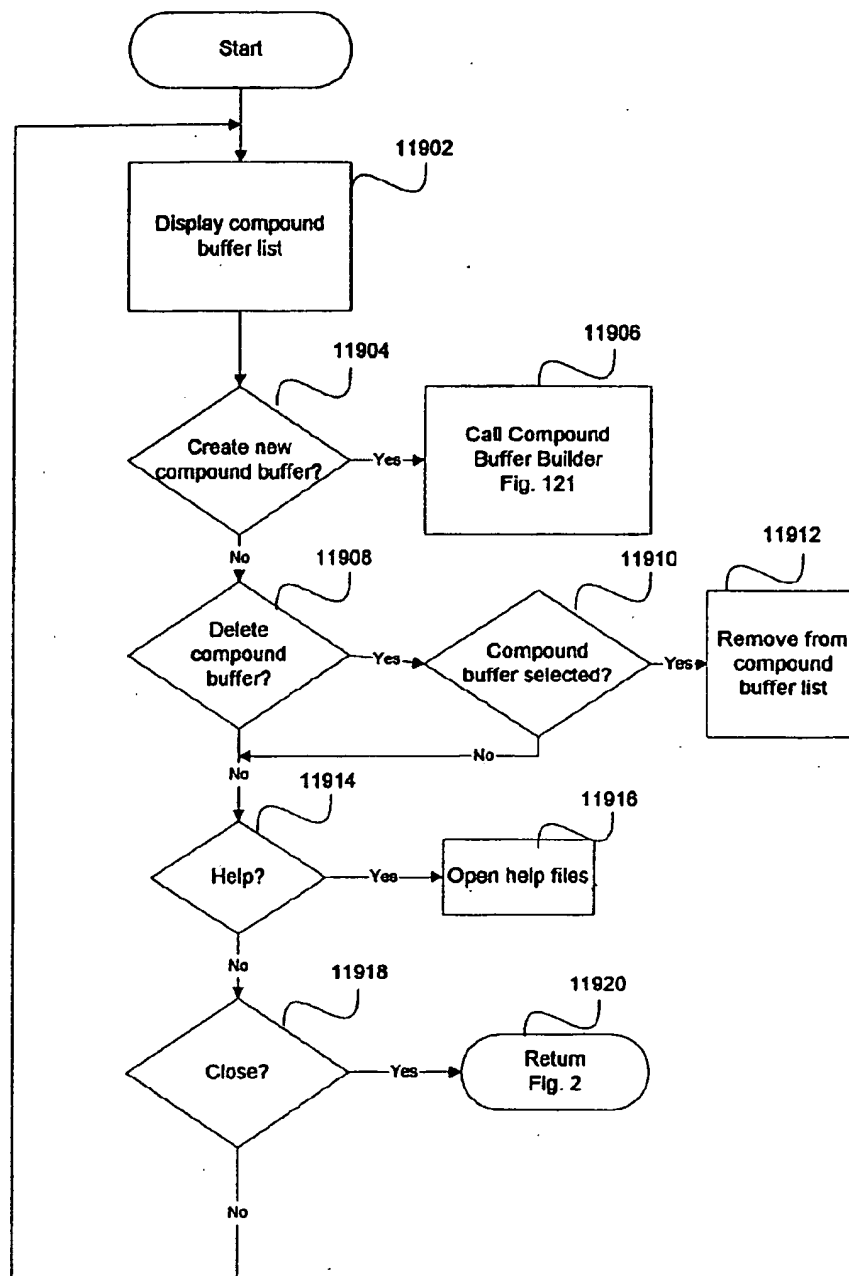 Start
11902
Display compound
buffer list
11904
11906
Create new
compound buffer?
Yes
Call Compound
Buffer Builder
Fig. 121
No
11908
11910
11912
Delete
compound
buffer?
Yes
Compound
buffer selected?
Yes
Remove from
compound
buffer list
No
No
11914
11916
Help?
Yes
Open help files
No
11918
11920
Close?
Yes
Return
Fig. 2
No